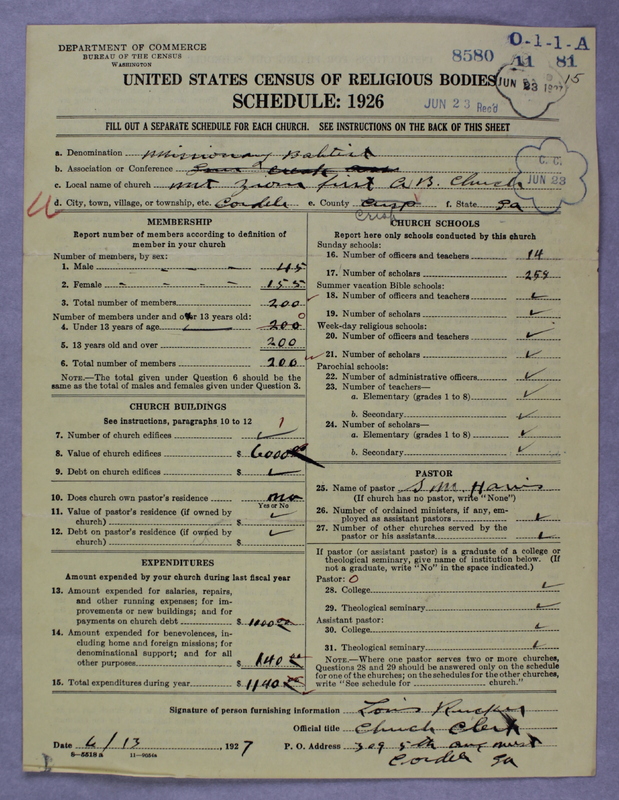 DEPARTMENT OF COMMERCE
BUREAU OF THE CENSUS
WASHINGTON
8580
O-1-1-A
11 81
15
JUN 23
JUN 23 Rec'd
UNITED STATES CENSUS OF RELIGIOUS BODIES
SCHEDULE: 1926
FILL OUT A SEPARATE SCHEDULE FOR EACH CHURCH. SEE INSTRUCTIONS ON THE BACK OF THIS SHEET
a. Denomination Missionary Babtist
b. Association or Conference
C. C.
JUN 23
c. Local name of church First B. Church
d. City, town, village, or township, etc. Cordele e. County Crisp f. State Ga
Crisp
MEMBERSHIP
Report number of members according to definition of
member in your church
Number of members, by sex:
1. Male 45
2. Female 155
3. Total number of members 200
Number of members under and over 13 years old:
4. Under 13 years of age 200 0
5. 13 years old and over 200
6. Total number of members 200
NOTE.—The total given under Question 6 should be the
same as the total of males and females given under Question 3.
CHURCH BUILDINGS
See instructions, paragraphs 10 to 12 1
7. Number of church edifices ✓
8. Value of church edifices $ 6000
9. Debt on church edifices $ ✓
10. Does church own pastor's residence no
Yes or No
11. Value of pastor's residence (if owned by
church) $ ✓
12. Debt on pastor's residence (if owned by
church) $ ✓
EXPENDITURES
Amount expended by your church during last fiscal year
13. Amount expended for salaries, repairs,
and other running expenses; for im-
provements or new buildings; and for
payments on church debt $ 1000.00
14. Amount expended for benevolences, in-
cluding home and foreign missions; for
denominational support; and for all
other purposes $ 140
15. Total expenditures during year $ 1140
CHURCH SCHOOLS
Report here only schools conducted by this church
Sunday schools:
16. Number of officers and teachers 14
17. Number of scholars 258
Summer vacation Bible schools:
18. Number of officers and teachers ✓
19. Number of scholars ✓
Week-day religious schools:
20. Number of officers and teachers ✓
21. Number of scholars ✓
Parochial schools:
22. Number of administrative officers ✓
23. Number of teachers—
a. Elementary (grades 1 to 8) ✓
b. Secondary ✓
24. Number of scholars—
a. Elementary (grades 1 to 8) ✓
b. Secondary ✓
PASTOR
25. Name of pastor S M Harris
(If church has no pastor, write "None")
26. Number of ordained ministers, if any, em-
ployed as assistant pastors ✓
27. Number of other churches served by the
pastor or his assistants ✓
If pastor (or assistant pastor) is a graduate of a college or
theological seminary, give name of institution below. (If
not a graduate, write "No" in the space indicated.)
Pastor: 0
28. College ✓
29. Theological seminary ✓
Assistant pastor:
30. College ✓
31. Theological seminary ✓
NOTE.—Where one pastor serves two or more churches,
Questions 28 and 29 should be answered only on the schedule
for one of the churches; on the schedules for the other churches,
write "See schedule for church."
Signature of person furnishing information Louis Rucker
Official title Church Clerk
Date 6/13, 1927 P. O. Address 309 5th ave west
Cordele Ga
8—5518 a 11—9054a